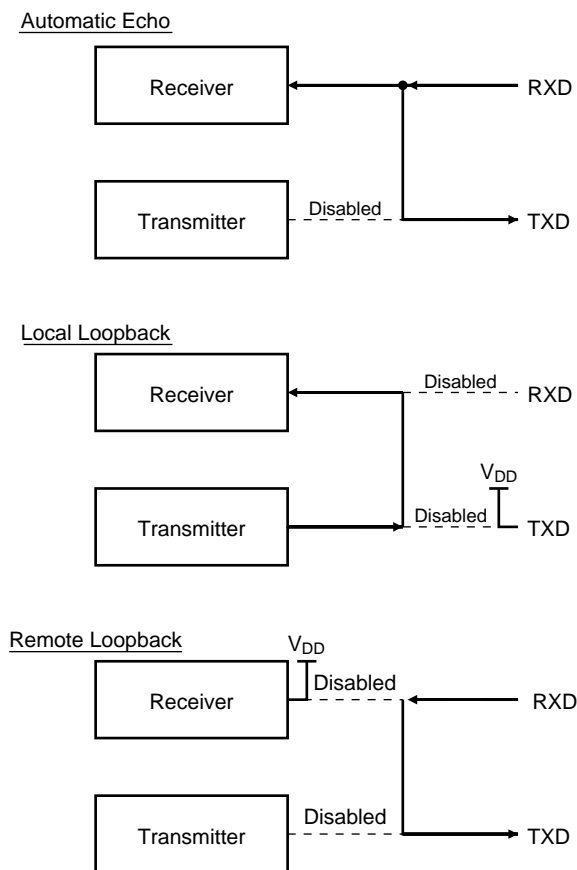 Automatic Echo
Receiver
RXD
Transmitter
Disabled
TXD
Local Loopback
Receiver
Disabled
RXD
VDD
Transmitter
Disabled
TXD
Remote Loopback
VDD
Receiver
Disabled
RXD
Transmitter
Disabled
TXD